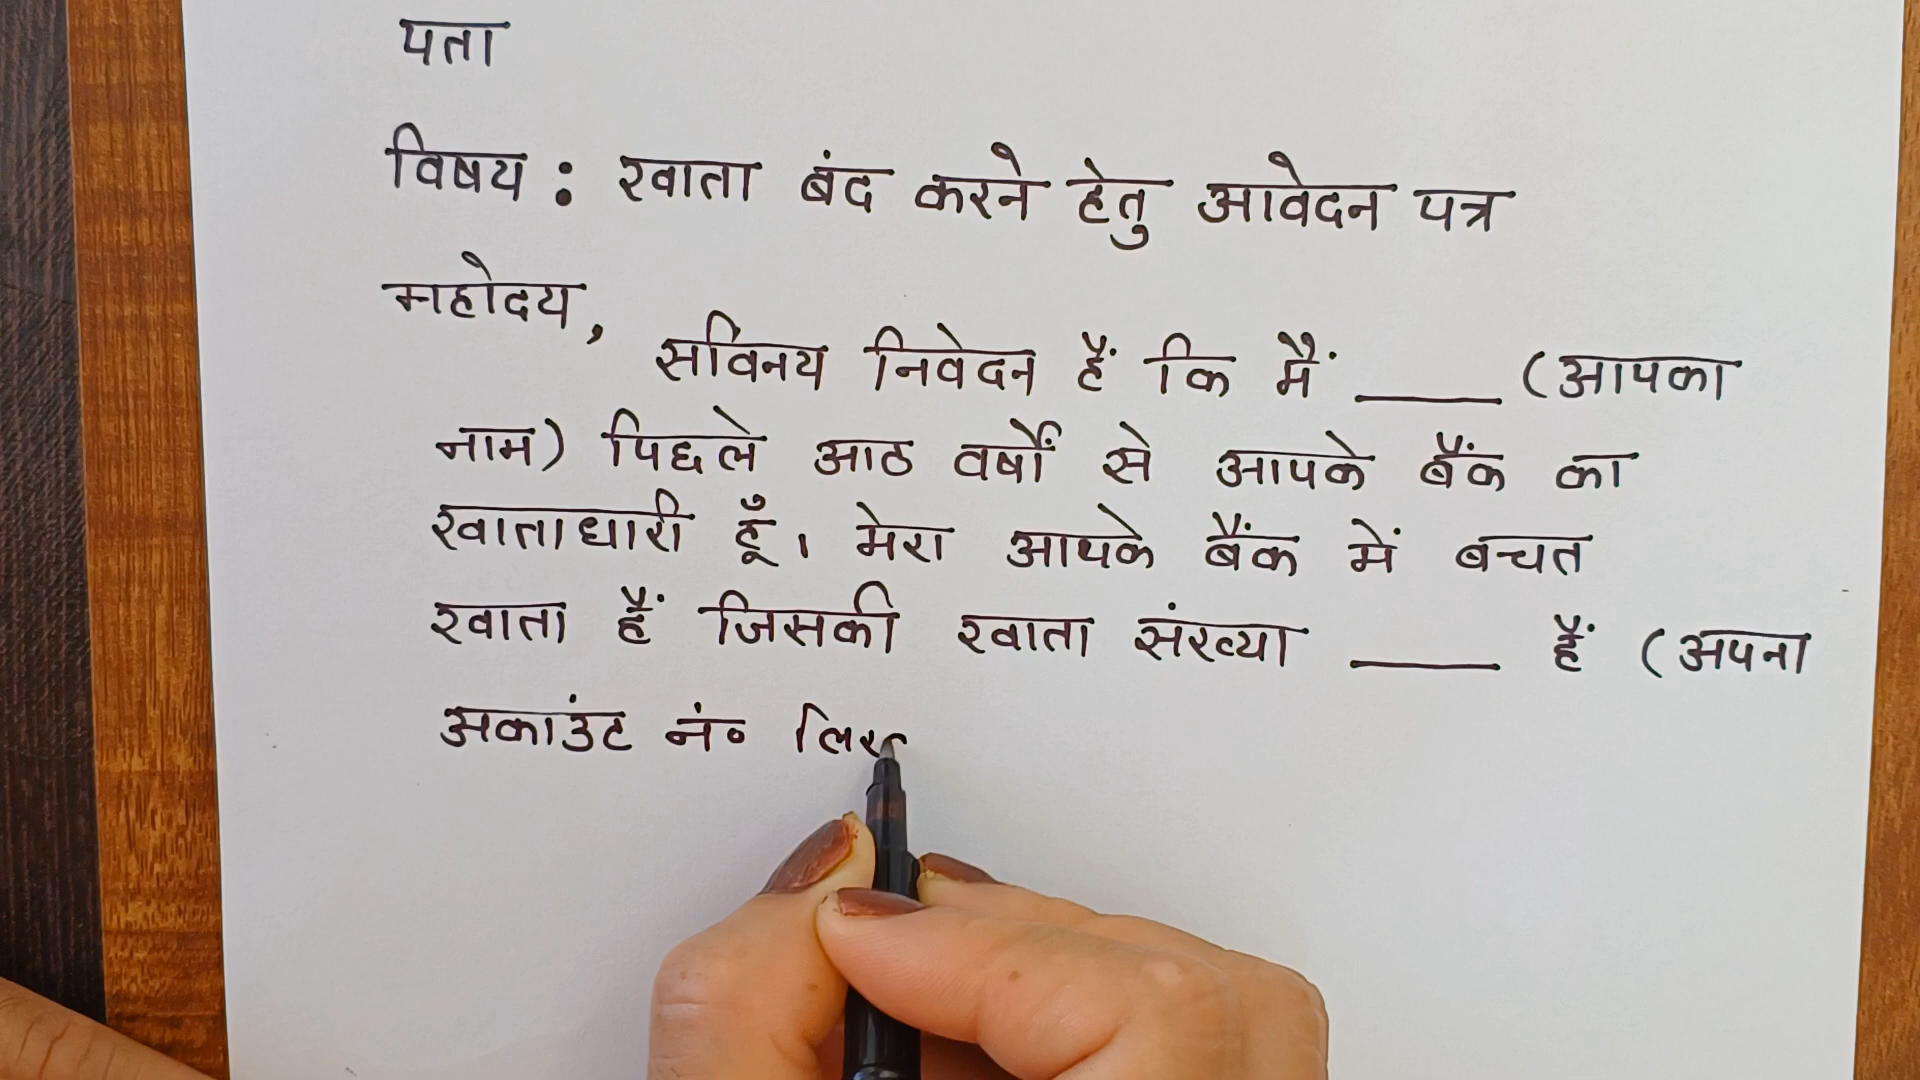 पता
विषय : खाता बंद करने हेतु आवेदन पत्र
महोदय,
सविनय निवेदन हैं कि मैं ____ (आपका
नाम) पिछले आठ वर्षों से आपके बैंक का
खाताधारी हूँ। मेरा आपके बैंक में बचत
खाता हैं जिसकी खाता संख्या ____ हैं (अपना
अकाउंट नं०